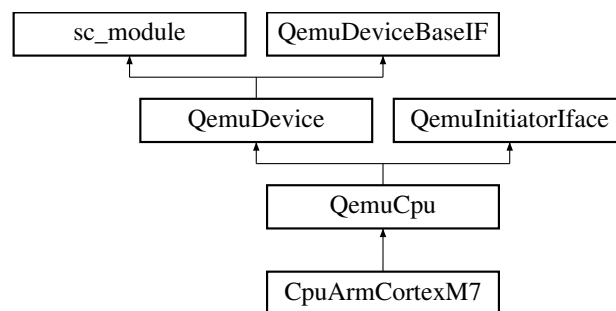 sc_module
QemuDeviceBaseIF
QemuDevice
QemuInitiatorIface
QemuCpu
CpuArmCortexM7